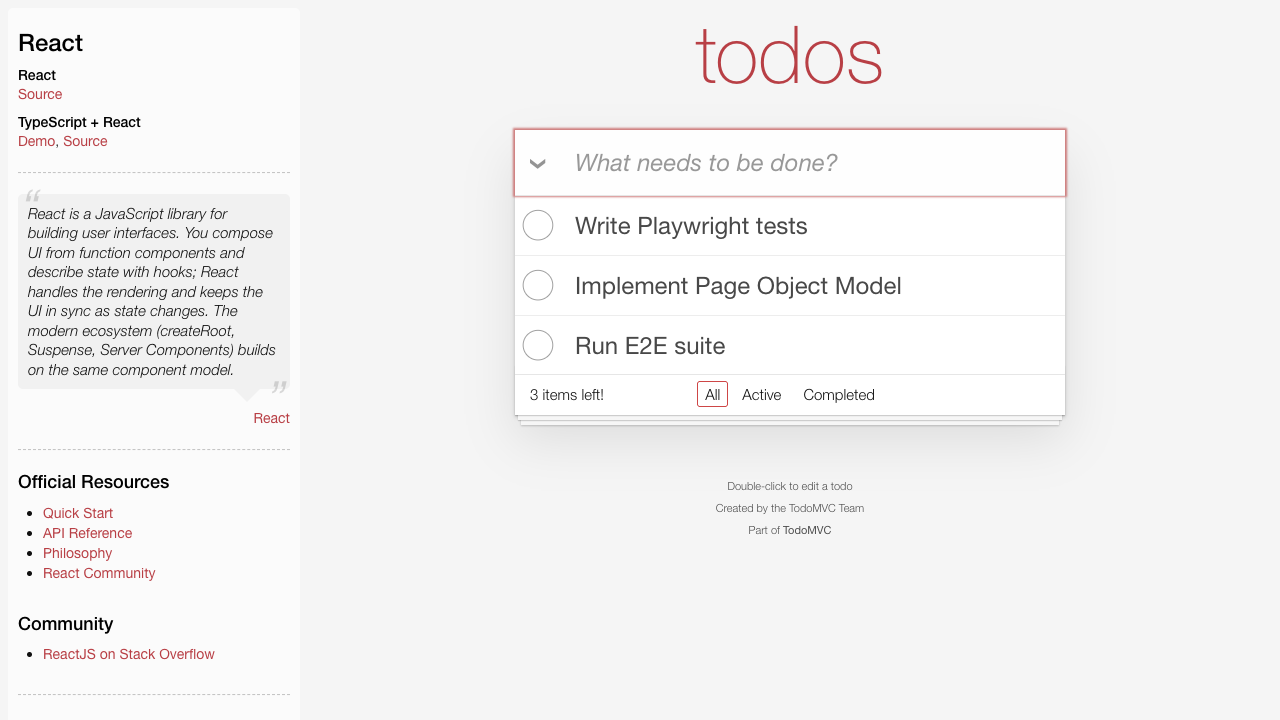 React
React
Source
TypeScript + React
Demo, Source
“
React is a JavaScript library for
building user interfaces. You compose
UI from function components and
describe state with hooks; React
handles the rendering and keeps the
UI in sync as state changes. The
modern ecosystem (createRoot,
Suspense, Server Components) builds
on the same component model.
”
React
Official Resources
Quick Start
API Reference
Philosophy
React Community
Community
ReactJS on Stack Overflow
todos
What needs to be done?
Write Playwright tests
Implement Page Object Model
Run E2E suite
3 items left!
All
Active
Completed
Double-click to edit a todo
Created by the TodoMVC Team
Part of TodoMVC